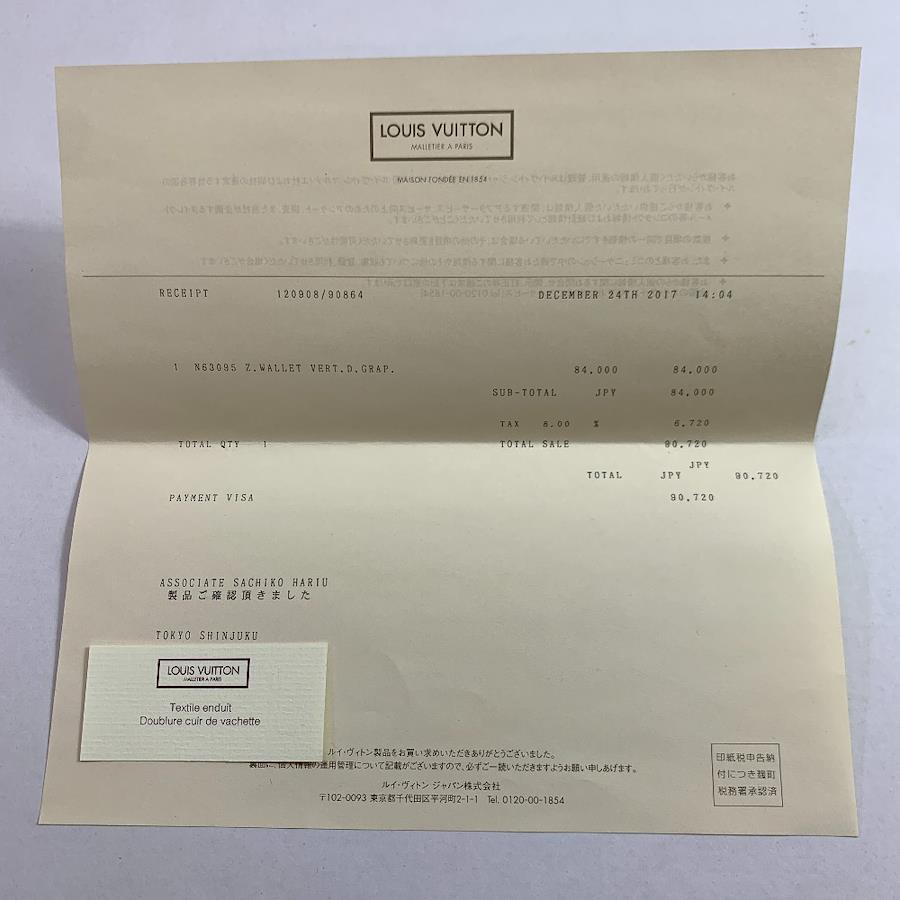 LOUIS VUITTON
MALLETIER A PARIS
MAISON FONDÉE EN 1854
RECEIPT 120908/90864 DECEMBER 24TH 2017 14:04
1 N63095 Z.WALLET VERT.D.GRAP. 84,000 84,000
SUB-TOTAL JPY 84,000
TAX 8.00 % 6,720
TOTAL QTY 1 TOTAL SALE 90,720
JPY
TOTAL JPY 90,720
PAYMENT VISA 90,720
ASSOCIATE SACHIKO HARIU
製品ご確認頂きました
TOKYO SHINJUKU
LOUIS VUITTON
MALLETIER A PARIS
Textile enduit
Doublure cuir de vachette
ルイ・ヴィトン製品をお買い求めいただきありがとうございました。
裏面に、個人情報の運用管理について記載がございますので、必ずご一読いただきますようお願い申しあげます。
ルイ・ヴィトン ジャパン株式会社
〒102-0093 東京都千代田区平河町2-1-1 Tel. 0120-00-1854
印紙税申告納
付につき麹町
税務署承認済